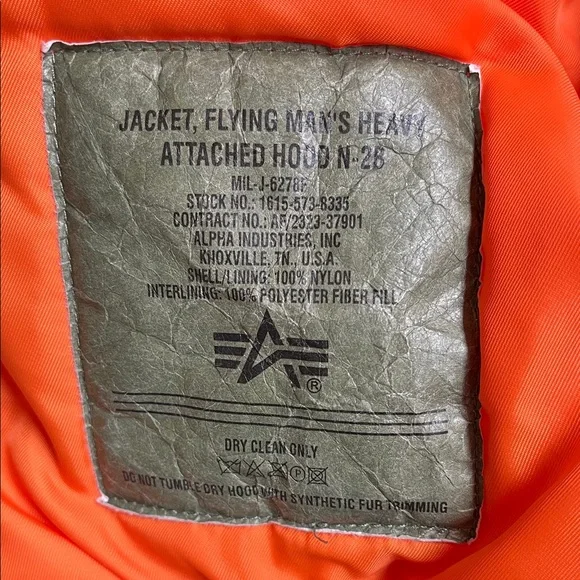 JACKET, FLYING MAN'S HEAVY
ATTACHED HOOD N-2B
MIL-J-6278F
STOCK NO.: 1615-573-8335
CONTRACT NO.: AF/2323-37901
ALPHA INDUSTRIES, INC
KNOXVILLE, TN., U.S.A.
SHELL/LINING: 100% NYLON
INTERLINING: 100% POLYESTER FIBER FILL
®
DRY CLEAN ONLY
P
DO NOT TUMBLE DRY HOOD WITH SYNTHETIC FUR TRIMMING